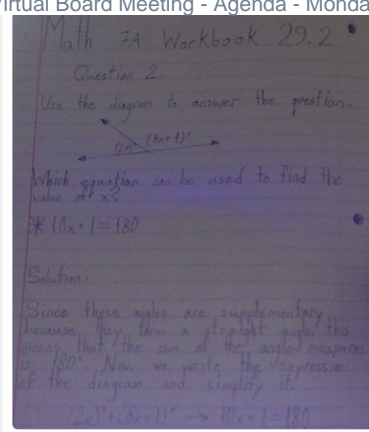 Virtual Board Meeting - Agenda - Monda
Math 7A Workbook 29.2
Question 2.
Use the diagram to answer the question.
(2x)° (8x+1)°
Which equation can be used to find the
value of x?
10x+1=180
Solution.
Since these angles are supplementary
because they form a straight angle, this
means that the sum of the angle measures
is 180°. Now we write the expression
of the diagram and simplify it.
(2x)°+(8x+1)° → 10x+1=180